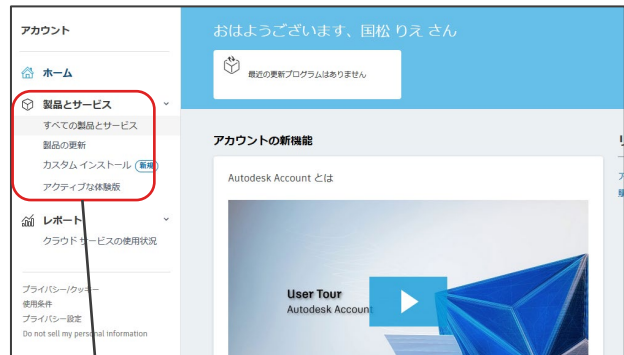 アカウント
ホーム
製品とサービス
すべての製品とサービス
製品の更新
カスタム インストール 新規
アクティブな体験版
レポート
クラウド サービスの使用状況
プライバシー/クッキー
使用条件
プライバシー設定
Do not sell my personal information
おはようございます、国松 りえ さん
最近の更新プログラムはありません
アカウントの新機能
Autodesk Account とは
User Tour
Autodesk Account